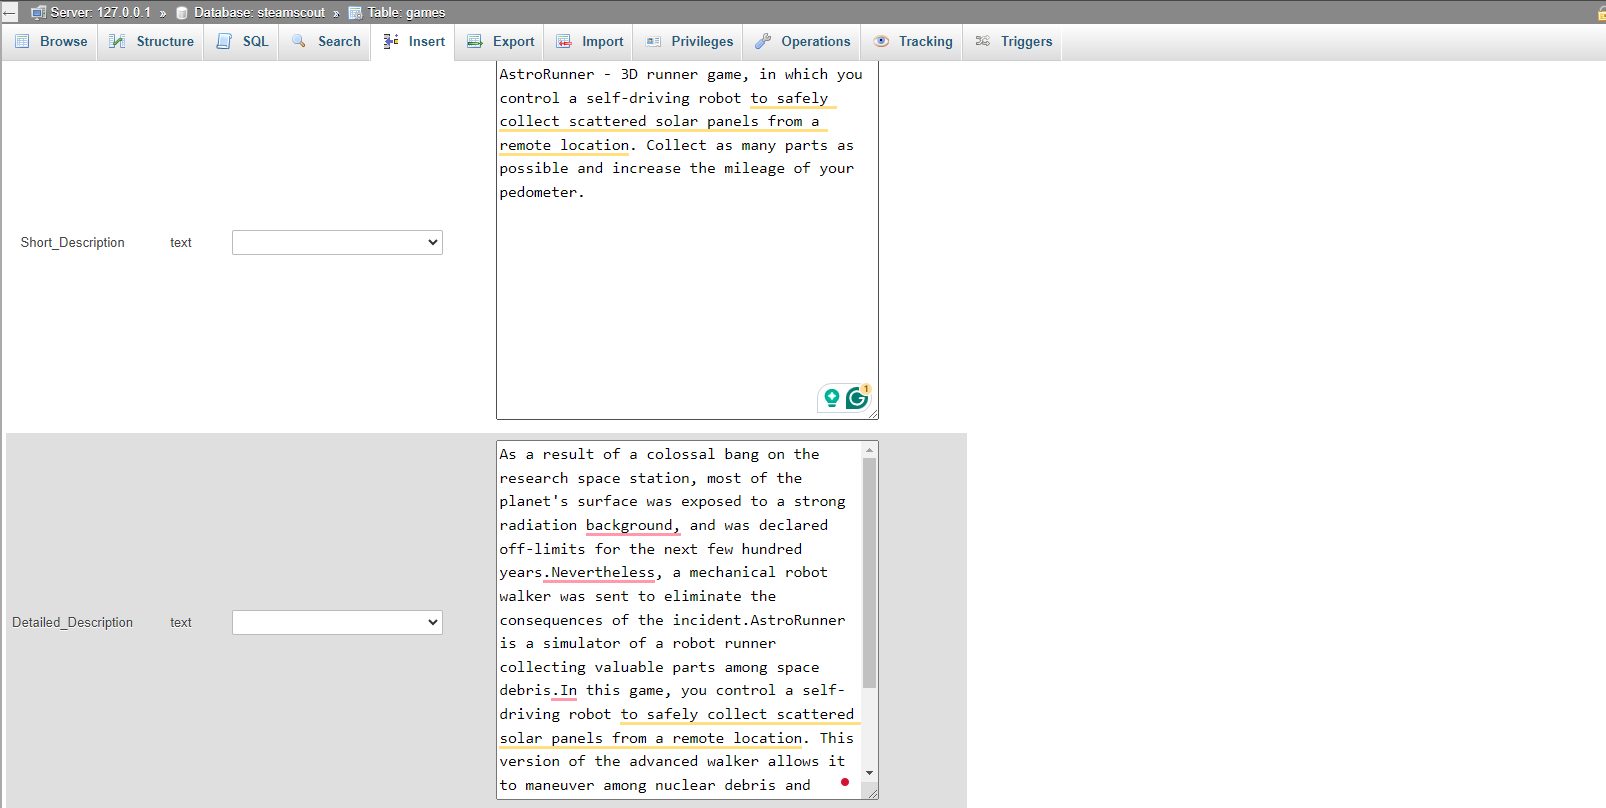 Server: 127.0.0.1 » Database: steamscout » Table: games
Browse Structure SQL Search Insert Export Import Privileges Operations Tracking Triggers
AstroRunner - 3D runner game, in which you
control a self-driving robot to safely
collect scattered solar panels from a
remote location. Collect as many parts as
possible and increase the mileage of your
pedometer.
Short_Description text
1
As a result of a colossal bang on the
research space station, most of the
planet's surface was exposed to a strong
radiation background, and was declared
off-limits for the next few hundred
years.Nevertheless, a mechanical robot
walker was sent to eliminate the
consequences of the incident.AstroRunner
is a simulator of a robot runner
collecting valuable parts among space
debris.In this game, you control a self-
driving robot to safely collect scattered
solar panels from a remote location. This
version of the advanced walker allows it
to maneuver among nuclear debris and
Detailed_Description text